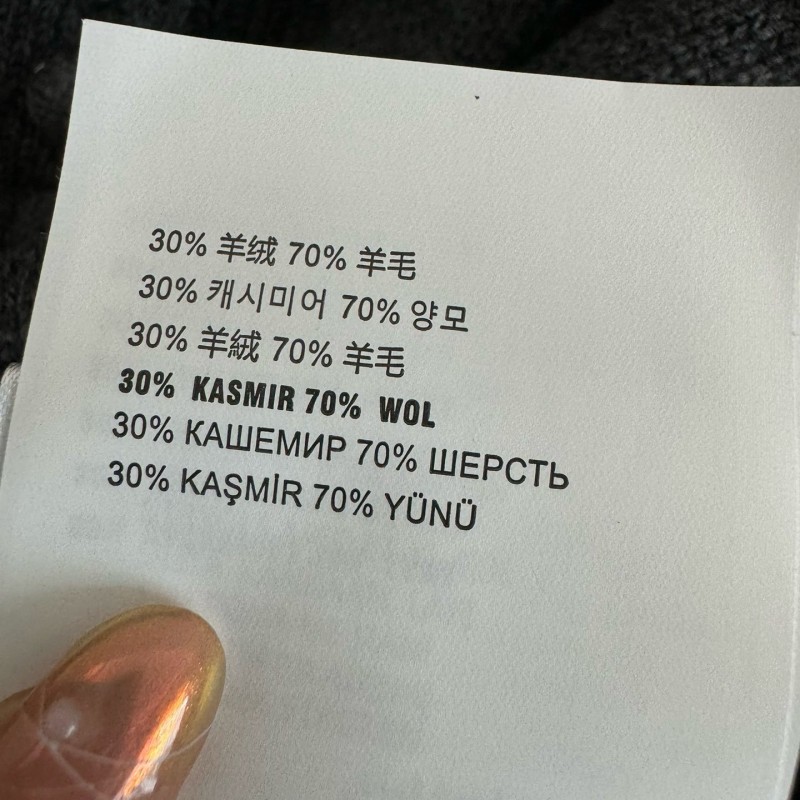 30% 羊绒 70% 羊毛
30% 캐시미어 70% 양모
30% 羊絨 70% 羊毛
30% KASMIR 70% WOL
30% КАШЕМИР 70% ШЕРСТЬ
30% KAŞMİR 70% YÜNÜ